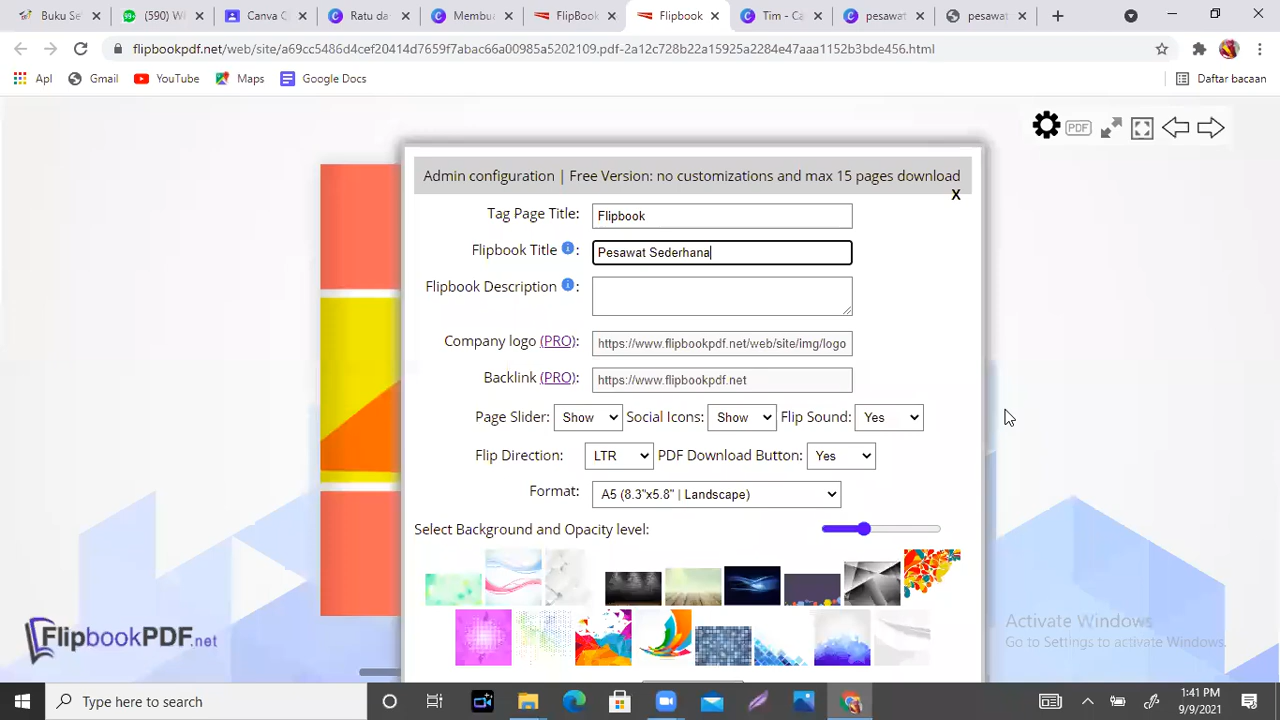 Buku Se
(590) W
Canva C
Ratu da
Membu
FlipBook
Flipbook
Tim - Ca
pesawat
pesawat
flipbookpdf.net/web/site/a69cc5486d4cef20414d7659f7abac66a00985a5202109.pdf-2a12c728b22a15925a2284e47aaa1152b3bde456.html
Apl Gmail YouTube Maps Google Docs Daftar bacaan
PDF
Admin configuration | Free Version: no customizations and max 15 pages download
X
Tag Page Title: Flipbook
Flipbook Title i : Pesawat Sederhana
Flipbook Description i :
Company logo (PRO): https://www.flipbookpdf.net/web/site/img/logo
Backlink (PRO): https://www.flipbookpdf.net
Page Slider: Show Social Icons: Show Flip Sound: Yes
Flip Direction: LTR PDF Download Button: Yes
Format: A5 (8.3"x5.8" | Landscape)
Select Background and Opacity level:
FlipbookPDF.net
Activate Windows
Go to Settings to activate Windows.
Type here to search
1:41 PM
9/9/2021